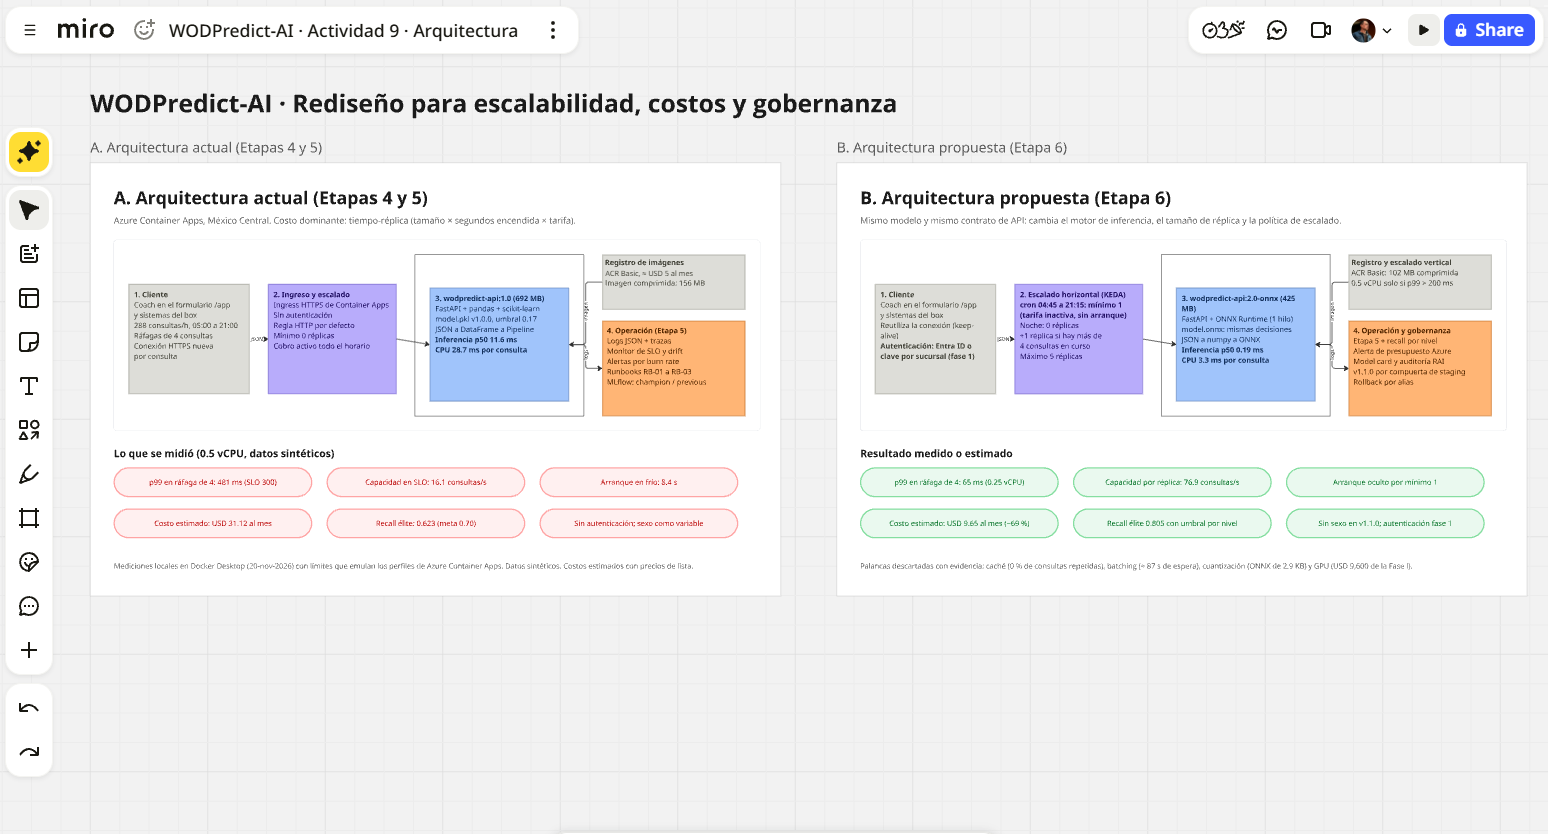 miro
WODPredict-AI · Actividad 9 · Arquitectura
Share
WODPredict-AI · Rediseño para escalabilidad, costos y gobernanza
A. Arquitectura actual (Etapas 4 y 5)
A. Arquitectura actual (Etapas 4 y 5)
Azure Container Apps, México Central. Costo dominante: tiempo-réplica (tamaño × segundos encendida × tarifa).
1. Cliente
Coach en el formulario /app
y sistemas del box
288 consultas/h, 05:00 a 21:00
Ráfagas de 4 consultas
Conexión HTTPS nueva
por consulta
JSON
2. Ingreso y escalado
Ingress HTTPS de Container Apps
Sin autenticación
Regla HTTP por defecto
Mínimo 0 réplicas
Cobro activo todo el horario
3. wodpredict-api:1.0 (692 MB)
FastAPI + pandas + scikit-learn
model.pkl v1.0.0, umbral 0.17
JSON a DataFrame a Pipeline
Inferencia p50 11.6 ms
CPU 28.7 ms por consulta
imagen
logs
Registro de imágenes
ACR Basic, ≈ USD 5 al mes
Imagen comprimida: 156 MB
4. Operación (Etapa 5)
Logs JSON + trazas
Monitor de SLO y drift
Alertas por burn rate
Runbooks RB-01 a RB-03
MLflow: champion / previous
Lo que se midió (0.5 vCPU, datos sintéticos)
p99 en ráfaga de 4: 481 ms (SLO 300)
Capacidad en SLO: 16.1 consultas/s
Arranque en frío: 8.4 s
Costo estimado: USD 31.12 al mes
Recall élite: 0.623 (meta 0.70)
Sin autenticación; sexo como variable
Mediciones locales en Docker Desktop (20-nov-2026) con límites que emulan los perfiles de Azure Container Apps. Datos sintéticos. Costos estimados con precios de lista.
B. Arquitectura propuesta (Etapa 6)
B. Arquitectura propuesta (Etapa 6)
Mismo modelo y mismo contrato de API: cambia el motor de inferencia, el tamaño de réplica y la política de escalado.
1. Cliente
Coach en el formulario /app
y sistemas del box
Reutiliza la conexión (keep-
alive)
Autenticación: Entra ID o
clave por sucursal (fase 1)
JSON
2. Escalado horizontal (KEDA)
cron 04:45 a 21:15: mínimo 1
(tarifa inactiva, sin arranque)
Noche: 0 réplicas
+1 réplica si hay más de
4 consultas en curso
Máximo 5 réplicas
3. wodpredict-api:2.0-onnx (425
MB)
FastAPI + ONNX Runtime (1 hilo)
model.onnx: mismas decisiones
JSON a numpy a ONNX
Inferencia p50 0.19 ms
CPU 3.3 ms por consulta
imagen
logs
Registro y escalado vertical
ACR Basic: 102 MB comprimida
0.5 vCPU solo si p99 > 200 ms
4. Operación y gobernanza
Etapa 5 + recall por nivel
Alerta de presupuesto Azure
Model card y auditoría RAI
v1.1.0 por compuerta de staging
Rollback por alias
Resultado medido o estimado
p99 en ráfaga de 4: 65 ms (0.25 vCPU)
Capacidad por réplica: 76.9 consultas/s
Arranque oculto por mínimo 1
Costo estimado: USD 9.65 al mes (−69 %)
Recall élite 0.805 con umbral por nivel
Sin sexo en v1.1.0; autenticación fase 1
Palancas descartadas con evidencia: caché (0 % de consultas repetidas), batching (≈ 87 s de espera), cuantización (ONNX de 2.9 KB) y GPU (USD 9,600 de la Fase I).